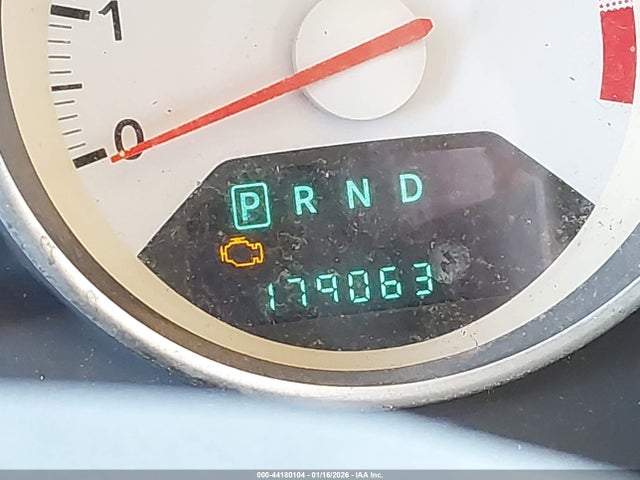 1
0
P R N D
179063
000-44180104 - 01/16/2026 - IAA Inc.